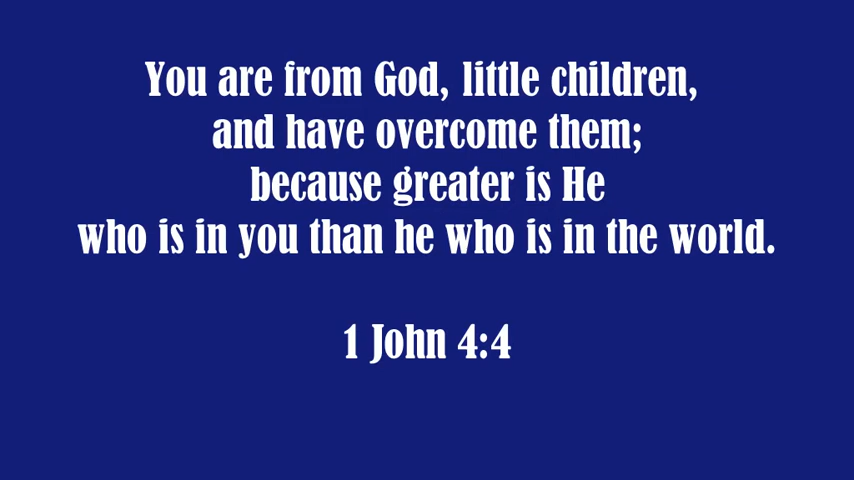 You are from God, little children,
and have overcome them;
because greater is He
who is in you than he who is in the world.
1 John 4:4